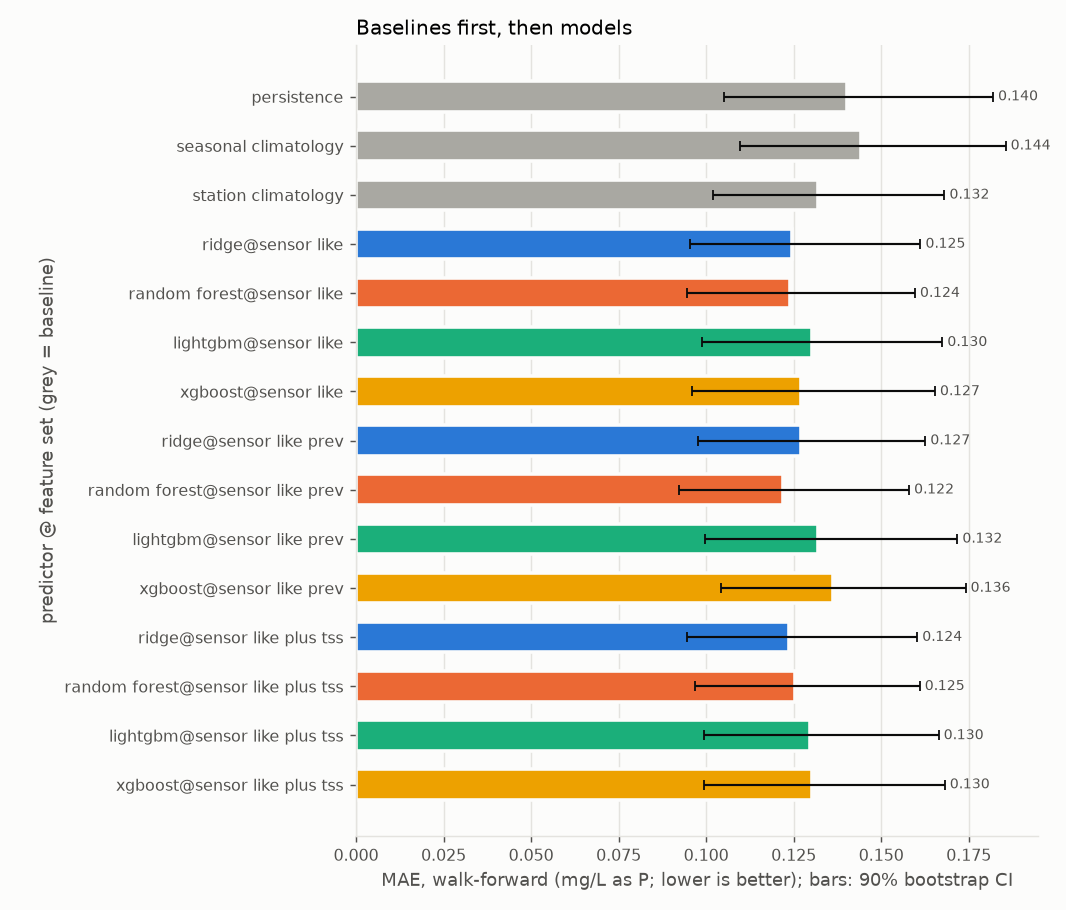 Baselines first, then models
predictor @ feature set (grey = baseline)
persistence 0.140
seasonal climatology 0.144
station climatology 0.132
ridge@sensor like 0.125
random forest@sensor like 0.124
lightgbm@sensor like 0.130
xgboost@sensor like 0.127
ridge@sensor like prev 0.127
random forest@sensor like prev 0.122
lightgbm@sensor like prev 0.132
xgboost@sensor like prev 0.136
ridge@sensor like plus tss 0.124
random forest@sensor like plus tss 0.125
lightgbm@sensor like plus tss 0.130
xgboost@sensor like plus tss 0.130
0.000 0.025 0.050 0.075 0.100 0.125 0.150 0.175
MAE, walk-forward (mg/L as P; lower is better); bars: 90% bootstrap CI